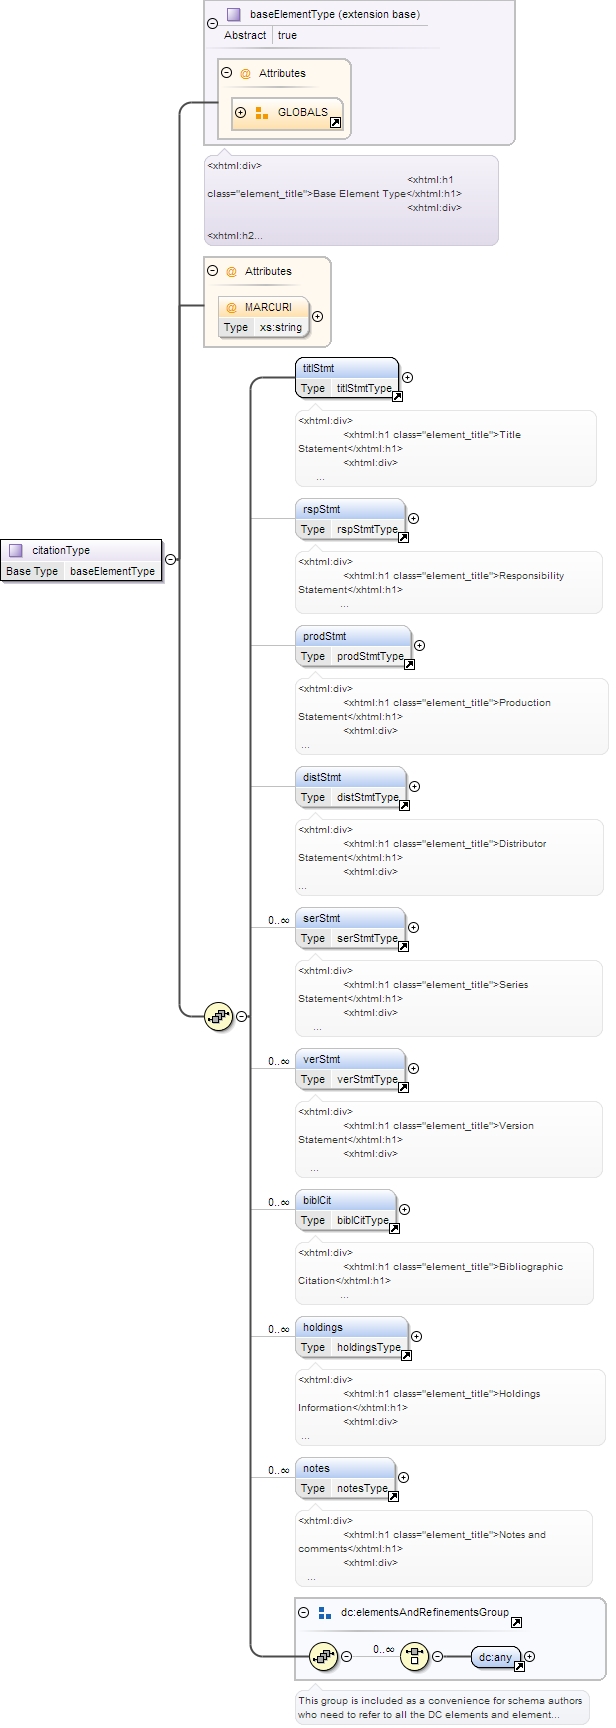 baseElementType (extension base)
Abstract true
@ Attributes
GLOBALS
<xhtml:div>
<xhtml:h1
class="element_title">Base Element Type</xhtml:h1>
<xhtml:div>
<xhtml:h2...
@ Attributes
@ MARCURI
Type xs:string
titlStmt
Type titlStmtType
<xhtml:div>
<xhtml:h1 class="element_title">Title
Statement</xhtml:h1>
<xhtml:div>
...
rspStmt
Type rspStmtType
<xhtml:div>
<xhtml:h1 class="element_title">Responsibility
Statement</xhtml:h1>
...
citationType
Base Type baseElementType
prodStmt
Type prodStmtType
<xhtml:div>
<xhtml:h1 class="element_title">Production
Statement</xhtml:h1>
<xhtml:div>
...
distStmt
Type distStmtType
<xhtml:div>
<xhtml:h1 class="element_title">Distributor
Statement</xhtml:h1>
<xhtml:div>
...
0..∞ serStmt
Type serStmtType
<xhtml:div>
<xhtml:h1 class="element_title">Series
Statement</xhtml:h1>
<xhtml:div>
...
0..∞ verStmt
Type verStmtType
<xhtml:div>
<xhtml:h1 class="element_title">Version
Statement</xhtml:h1>
<xhtml:div>
...
0..∞ biblCit
Type biblCitType
<xhtml:div>
<xhtml:h1 class="element_title">Bibliographic
Citation</xhtml:h1>
...
0..∞ holdings
Type holdingsType
<xhtml:div>
<xhtml:h1 class="element_title">Holdings
Information</xhtml:h1>
<xhtml:div>
...
0..∞ notes
Type notesType
<xhtml:div>
<xhtml:h1 class="element_title">Notes and
comments</xhtml:h1>
<xhtml:div>
...
dc:elementsAndRefinementsGroup
0..∞ dc:any
This group is included as a convenience for schema authors
who need to refer to all the DC elements and element...